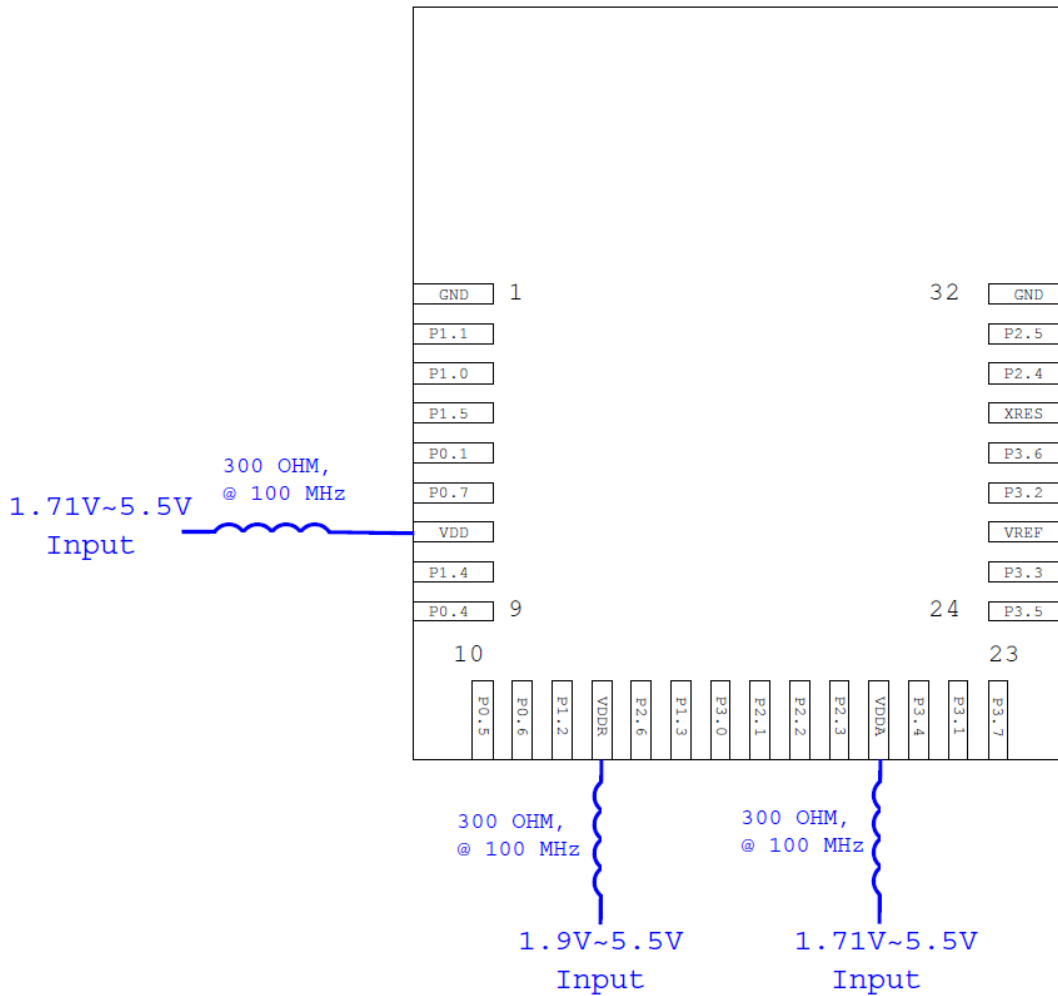 GND 1
P1.1
P1.0
P1.5
P0.1
P0.7
VDD
P1.4
P0.4 9
300 OHM,
@ 100 MHz
1.71V~5.5V
Input
32 GND
P2.5
P2.4
XRES
P3.6
P3.2
VREF
P3.3
24 P3.5
10
23
P0.5
P0.6
P1.2
VDDR
P2.6
P1.3
P3.0
P2.1
P2.2
P2.3
VDDA
P3.4
P3.1
P3.7
300 OHM,
@ 100 MHz
1.9V~5.5V
Input
300 OHM,
@ 100 MHz
1.71V~5.5V
Input